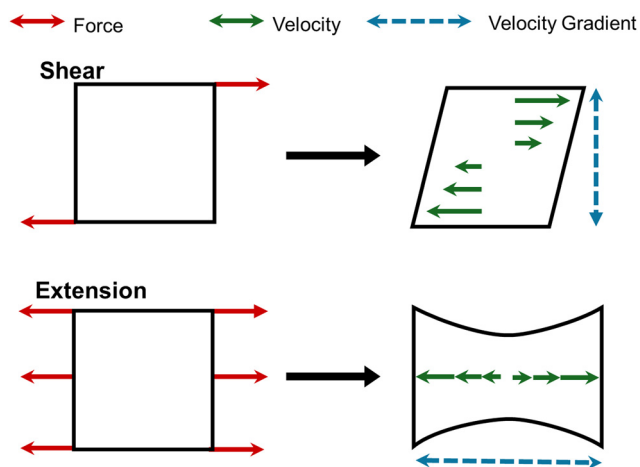 Force
Velocity
Velocity Gradient
Shear
Extension